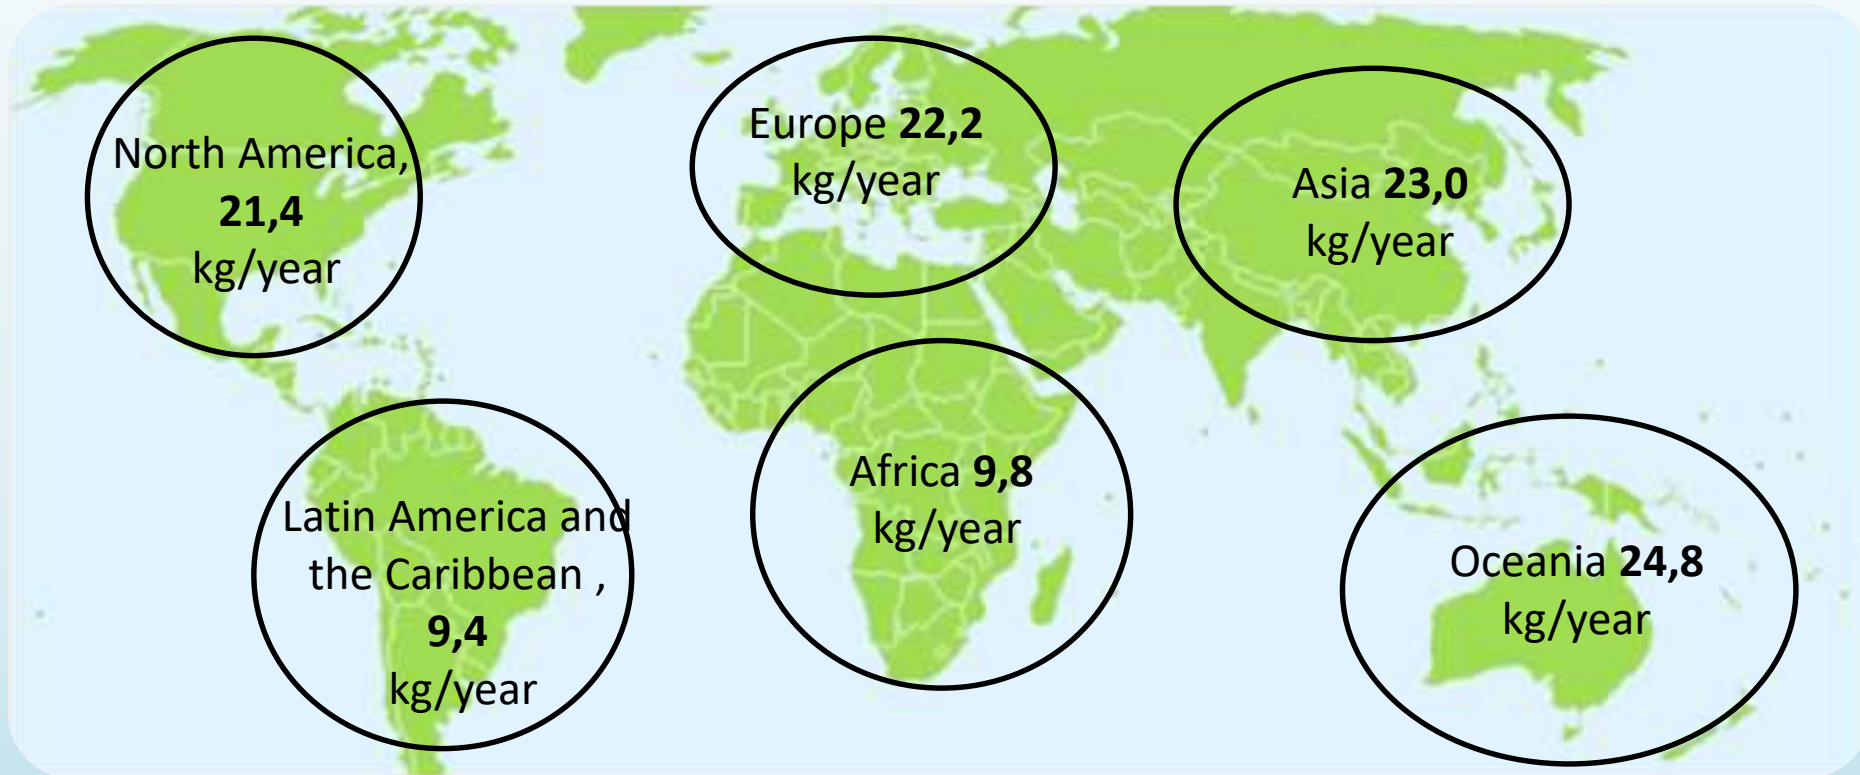 North America,
21,4
kg/year
Europe 22,2
kg/year
Asia 23,0
kg/year
Latin America and
the Caribbean ,
9,4
kg/year
Africa 9,8
kg/year
Oceania 24,8
kg/year